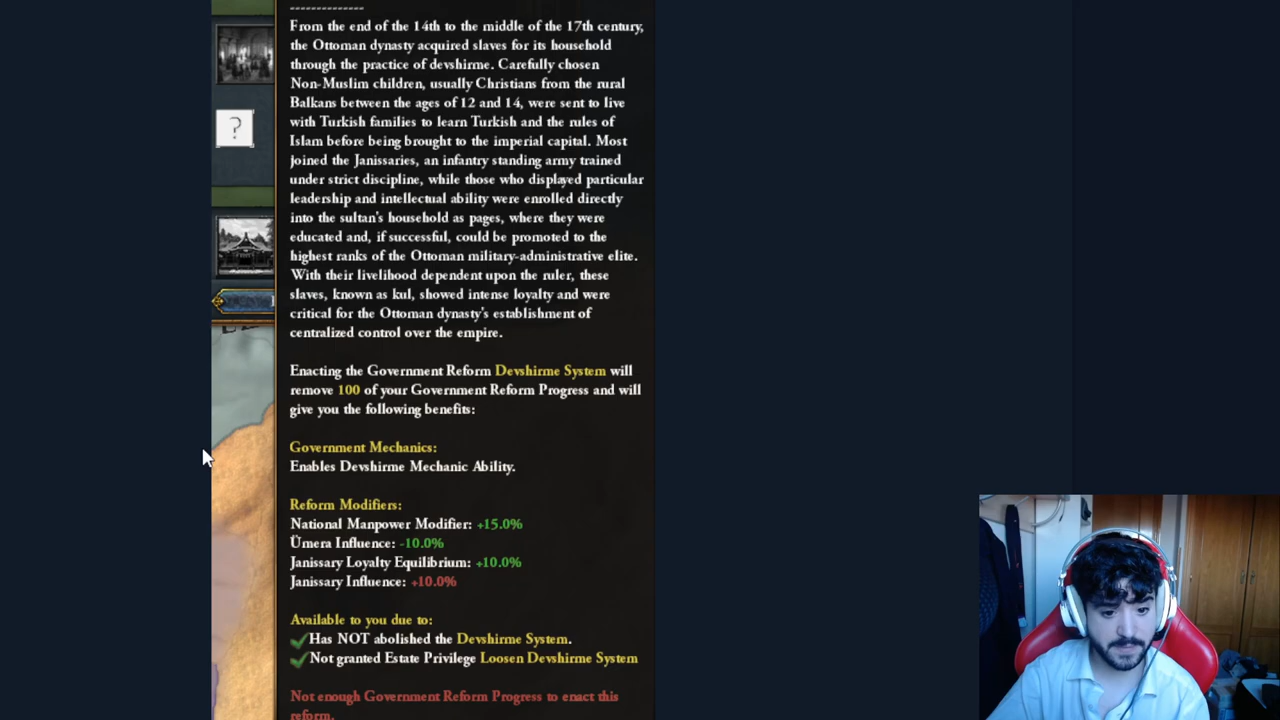 From the end of the 14th to the middle of the 17th century,
the Ottoman dynasty acquired slaves for its household
through the practice of devshirme. Carefully chosen
Non-Muslim children, usually Christians from the rural
Balkans between the ages of 12 and 14, were sent to live
with Turkish families to learn Turkish and the rules of
Islam before being brought to the imperial capital. Most
joined the Janissaries, an infantry standing army trained
under strict discipline, while those who displayed particular
leadership and intellectual ability were enrolled directly
into the sultan's household as pages, where they were
educated and, if successful, could be promoted to the
highest ranks of the Ottoman military-administrative elite.
With their livelihood dependent upon the ruler, these
slaves, known as kul, showed intense loyalty and were
critical for the Ottoman dynasty's establishment of
centralized control over the empire.
Enacting the Government Reform Devshirme System will
remove 100 of your Government Reform Progress and will
give you the following benefits:
Government Mechanics:
Enables Devshirme Mechanic Ability.
Reform Modifiers:
National Manpower Modifier: +15.0%
Ümera Influence: -10.0%
Janissary Loyalty Equilibrium: +10.0%
Janissary Influence: +10.0%
Available to you due to:
Has NOT abolished the Devshirme System.
Not granted Estate Privilege Loosen Devshirme System
Not enough Government Reform Progress to enact this
reform.
?